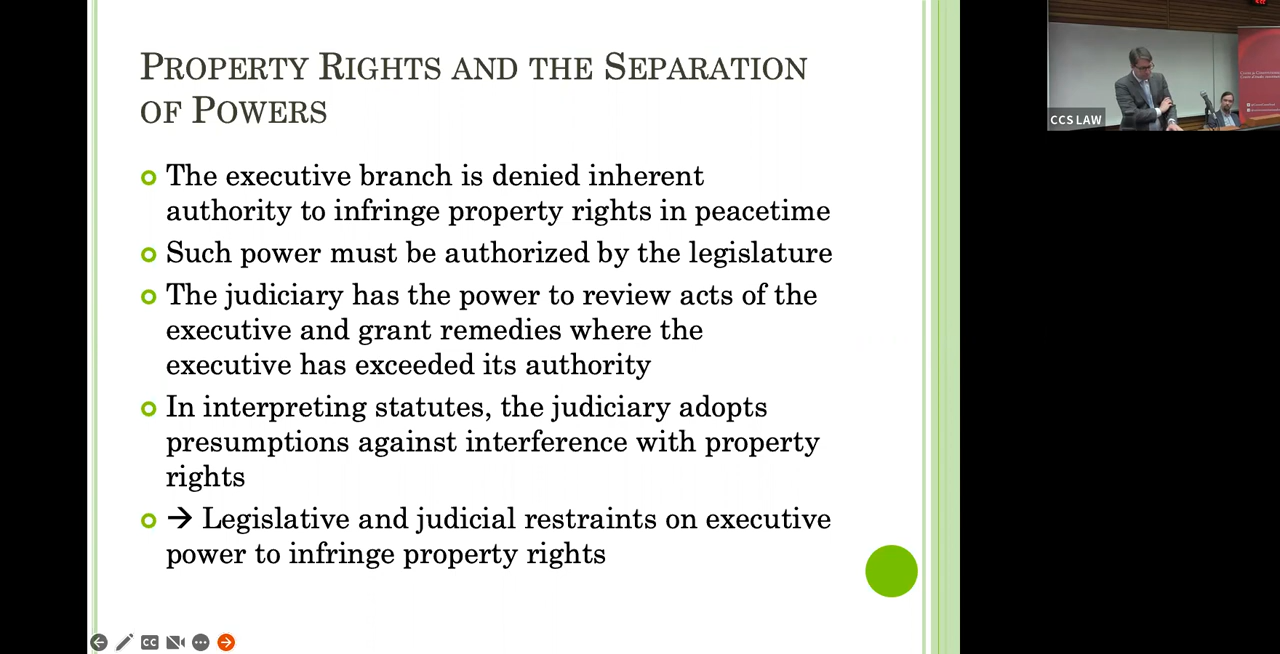 PROPERTY RIGHTS AND THE SEPARATION
OF POWERS
The executive branch is denied inherent
authority to infringe property rights in peacetime
Such power must be authorized by the legislature
The judiciary has the power to review acts of the
executive and grant remedies where the
executive has exceeded its authority
In interpreting statutes, the judiciary adopts
presumptions against interference with property
rights
→ Legislative and judicial restraints on executive
power to infringe property rights
CC
CCS LAW